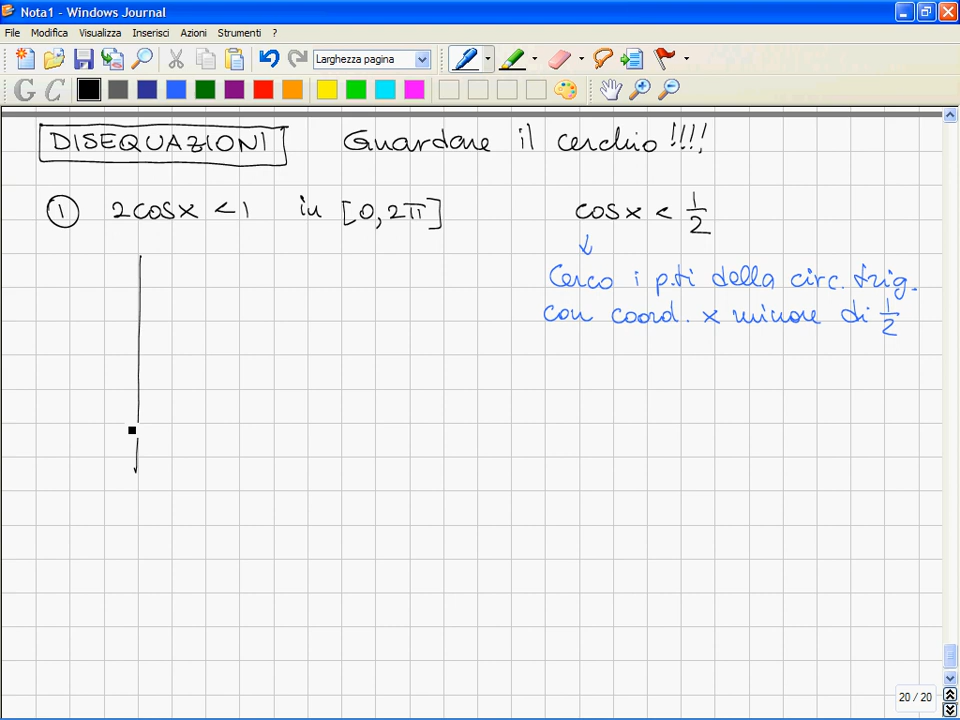 Nota1 - Windows Journal
File Modifica Visualizza Inserisci Azioni Strumenti ?
Larghezza pagina
DISEQUAZIONI Guardare il cerchio !!!!
① 2cosx < 1 in [0, 2π] cosx < 1/2
↓
Cerco i p.ti della circ. trig.
con coord. x minore di 1/2
20 / 20